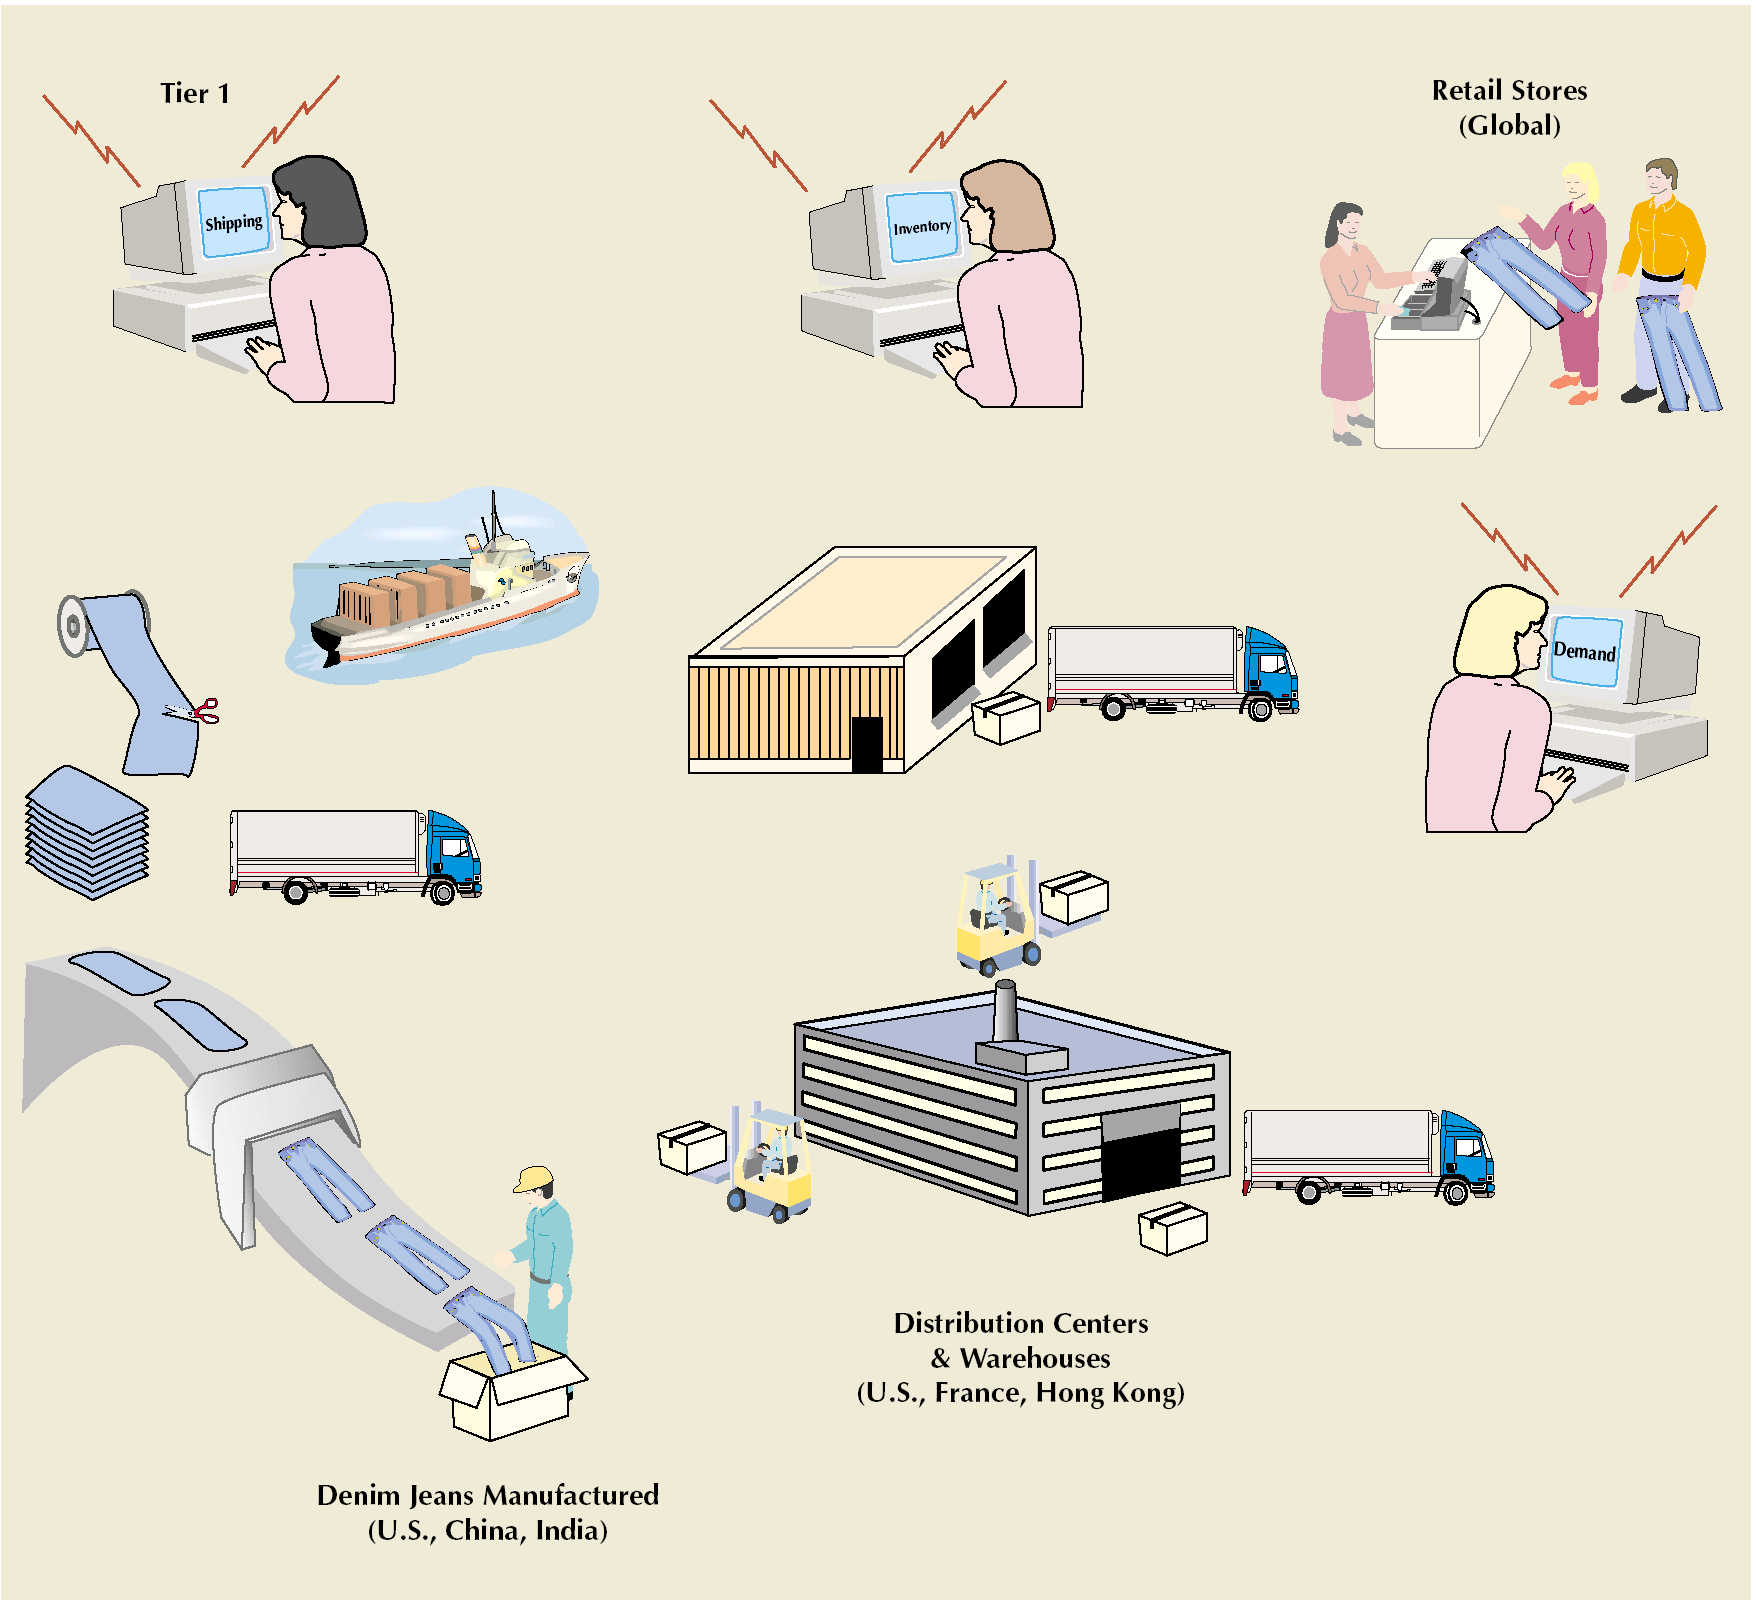 Tier 1
Retail Stores
(Global)
Shipping
Inventory
Demand
Distribution Centers
& Warehouses
(U.S., France, Hong Kong)
Denim Jeans Manufactured
(U.S., China, India)